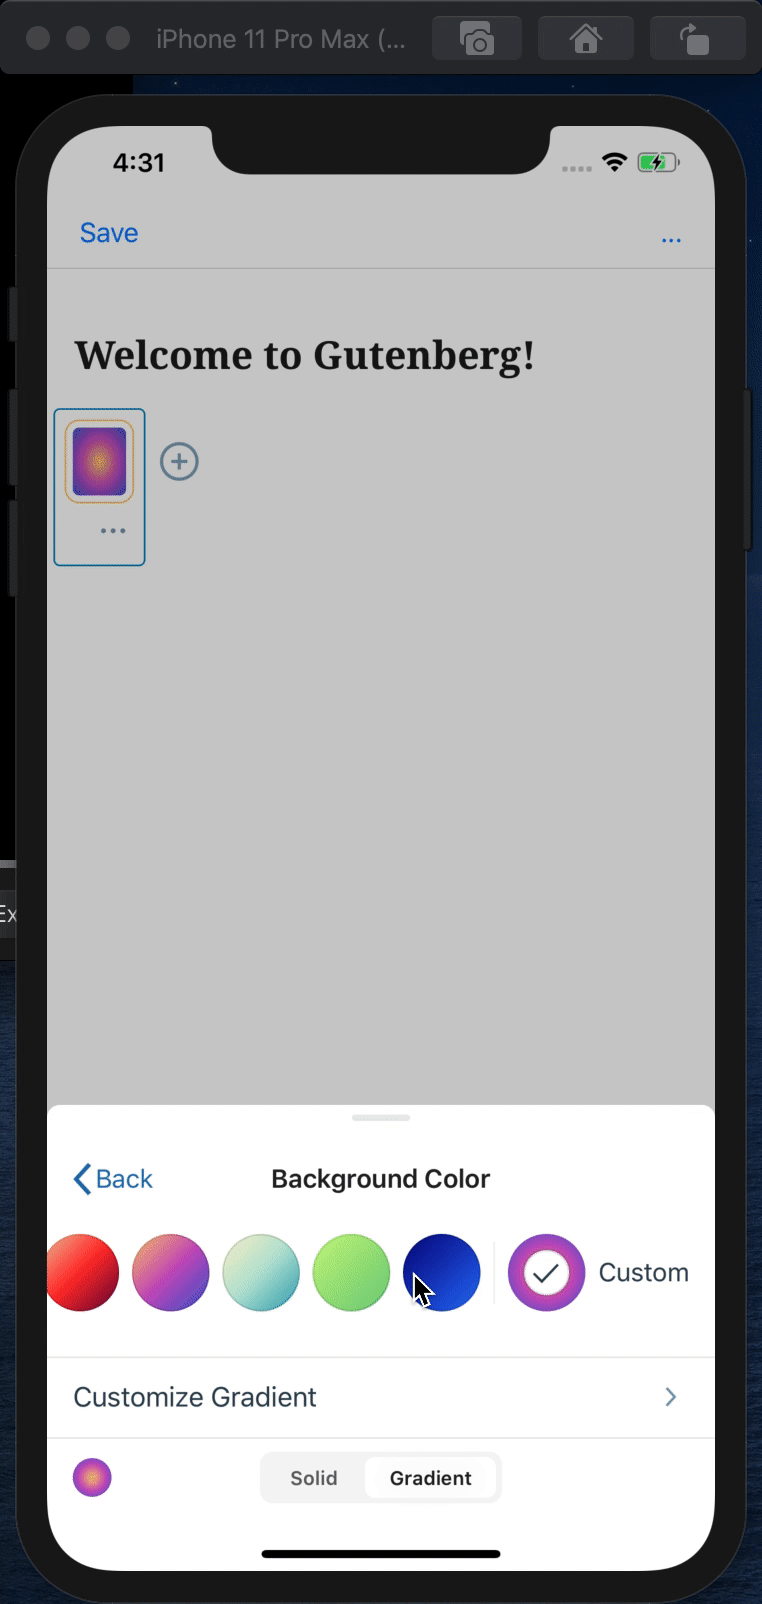 iPhone 11 Pro Max (...
4:31
Save
...
Welcome to Gutenberg!
Ex
Back
Background Color
Custom
Customize Gradient
Solid
Gradient